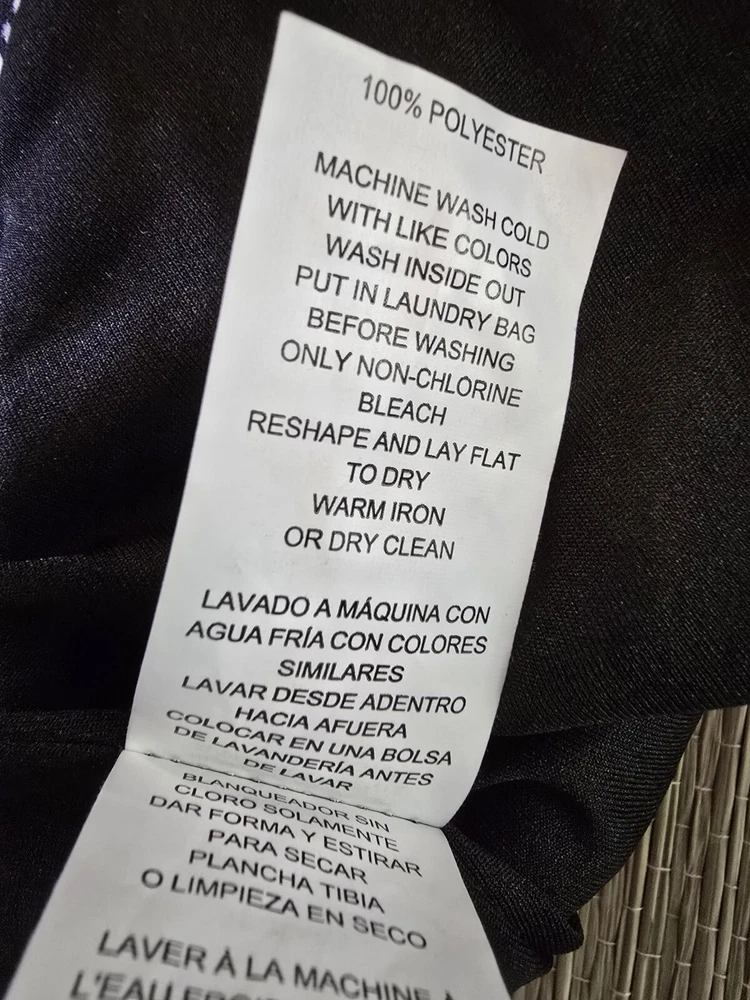 100% POLYESTER
MACHINE WASH COLD
WITH LIKE COLORS
WASH INSIDE OUT
PUT IN LAUNDRY BAG
BEFORE WASHING
ONLY NON-CHLORINE
BLEACH
RESHAPE AND LAY FLAT
TO DRY
WARM IRON
OR DRY CLEAN
LAVADO A MÁQUINA CON
AGUA FRÍA CON COLORES
SIMILARES
LAVAR DESDE ADENTRO
HACIA AFUERA
COLOCAR EN UNA BOLSA
DE LAVANDERÍA ANTES
DE LAVAR
BLANQUEADOR SIN
CLORO SOLAMENTE
DAR FORMA Y ESTIRAR
PARA SECAR
PLANCHA TIBIA
O LIMPIEZA EN SECO
LAVER À LA MACHINE À